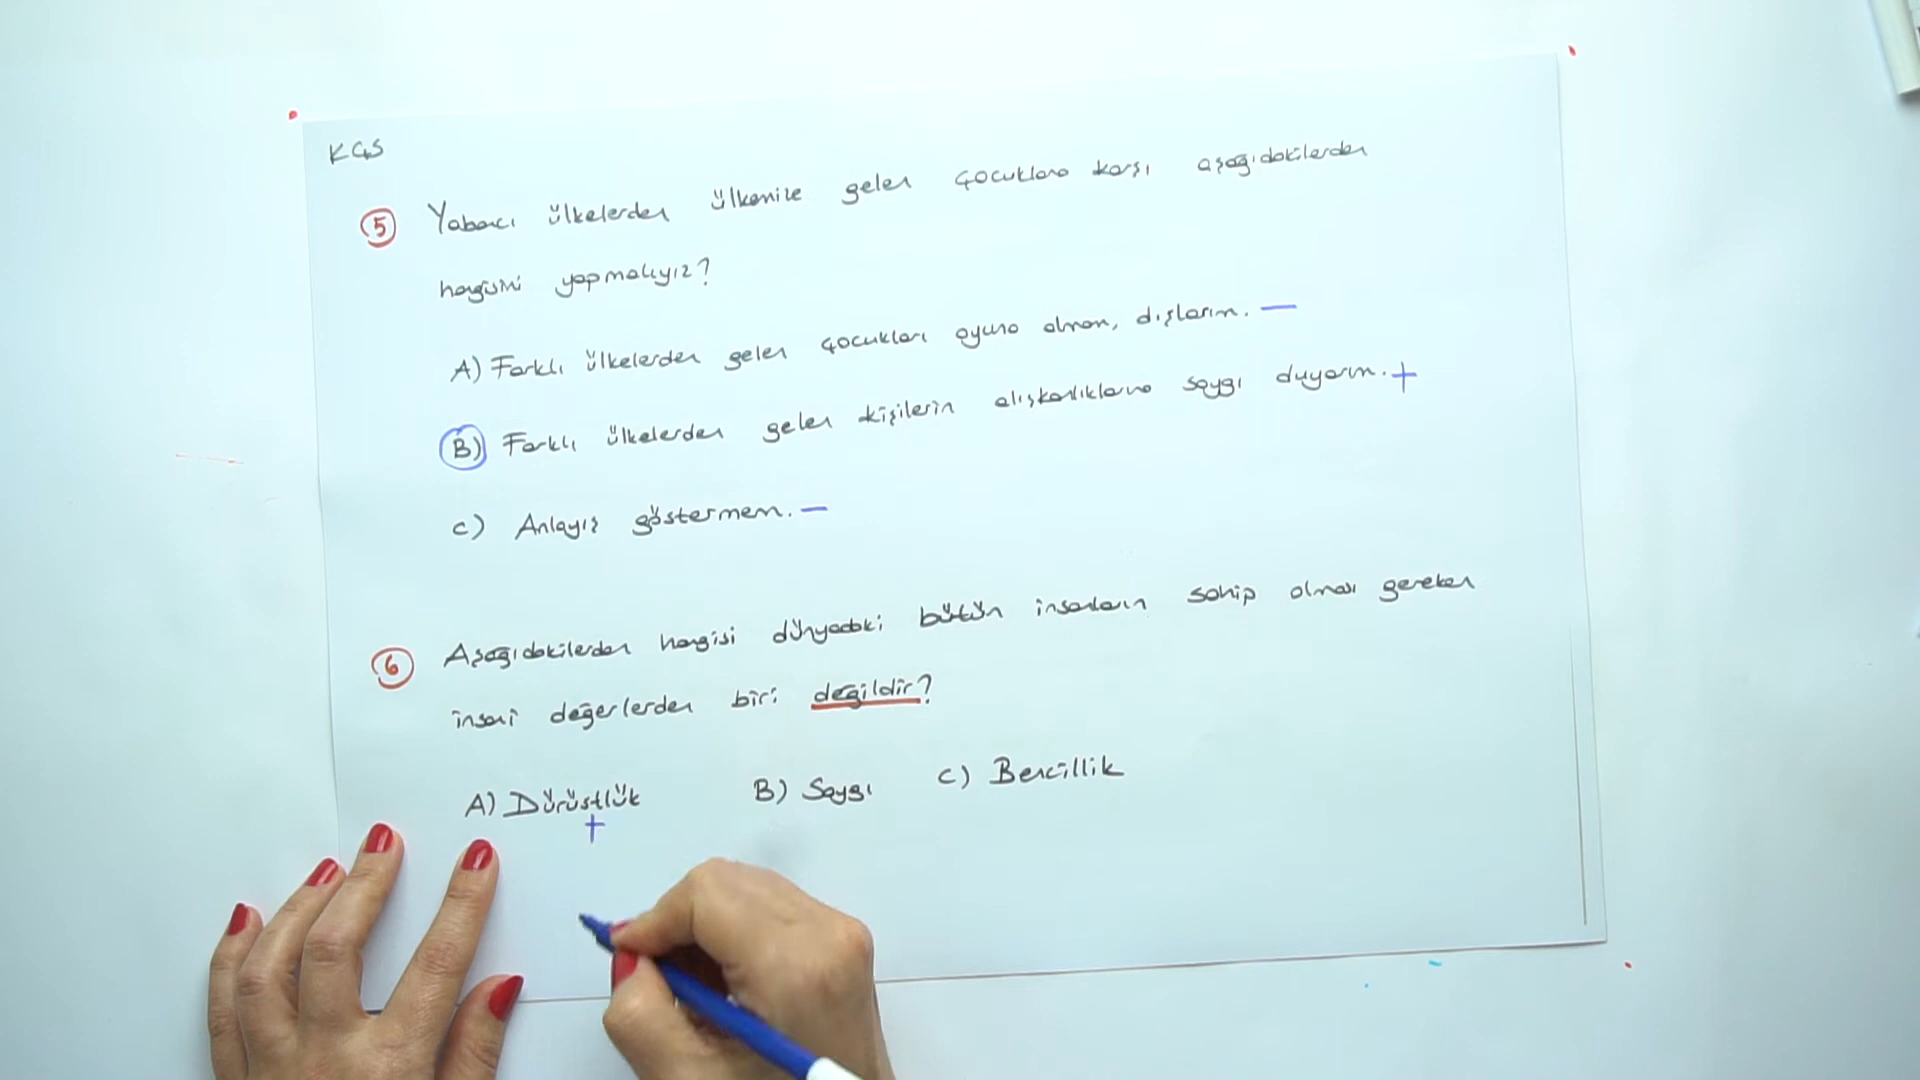 KGS
5 Yabancı ülkelerden ülkemize gelen çocuklara karşı aşağıdakilerden
hangisini yapmalıyız?
A) Farklı ülkelerden gelen çocukları oyuna almam, dışlarım. —
B) Farklı ülkelerden gelen kişilerin alışkanlıklarına saygı duyarım. +
C) Anlayış göstermem. —
6 Aşağıdakilerden hangisi dünyadaki bütün insanların sahip olması gereken
insani değerlerden biri değildir?
A) Dürüstlük B) Saygı C) Bencillik
+